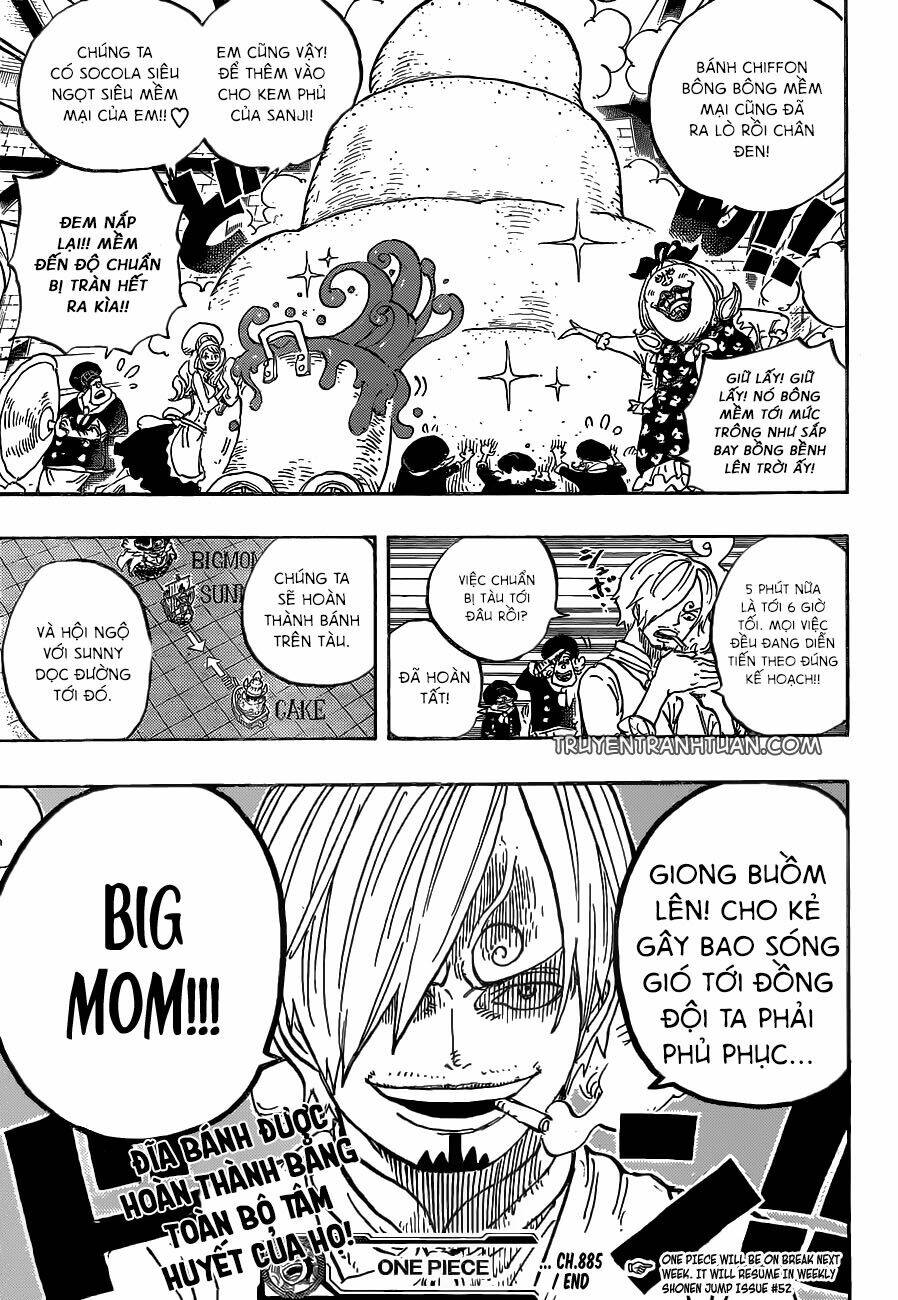 BÁNH CHIFFON
BÔNG BÔNG MỀM
MẠI CŨNG ĐÃ
RA LÒ RỒI CHÂN
ĐEN!
EM CŨNG VẬY!
ĐỂ THÊM VÀO
CHO KEM PHỦ
CỦA SANJI!
CHÚNG TA
CÓ SOCOLA SIÊU
NGỌT SIÊU MỀM
MẠI CỦA EM!!♡
ĐEM NẮP
LẠI!! MỀM
ĐẾN ĐỘ CHUẨN
BỊ TRÀN HẾT
RA KÌA!!
GIỮ LẤY! GIỮ
LẤY! NÓ BÔNG
MỀM TỚI MỨC
TRÔNG NHƯ SẮP
BAY BỒNG BỀNH
LÊN TRỜI ẤY!
5 PHÚT NỮA
LÀ TỚI 6 GIỜ
TỐI. MỌI VIỆC
ĐỀU ĐANG DIỄN
TIẾN THEO ĐÚNG
KẾ HOẠCH!!
VIỆC CHUẨN
BỊ TÀU TỚI
ĐÂU RỒI?
ĐÃ HOÀN
TẤT!
TRUYENTRANHTUAN.COM
CHÚNG TA
SẼ HOÀN
THÀNH BÁNH
TRÊN TÀU.
BIGMOM
SUNNY
CAKE
VÀ HỘI NGỘ
VỚI SUNNY
DỌC ĐƯỜNG
TỚI ĐÓ.
GIONG BUỒM
LÊN! CHO KẺ
GÂY BAO SÓNG
GIÓ TỚI ĐỒNG
ĐỘI TA PHẢI
PHỦ PHỤC...
BIG
MOM!!!
ĐĨA BÁNH ĐƯỢC
HOÀN THÀNH BẰNG
TOÀN BỘ TÂM
HUYẾT CỦA HỌ!
ONE PIECE
... CH.885
/ END
ONE PIECE WILL BE ON BREAK NEXT
WEEK. IT WILL RESUME IN WEEKLY
SHONEN JUMP ISSUE #52